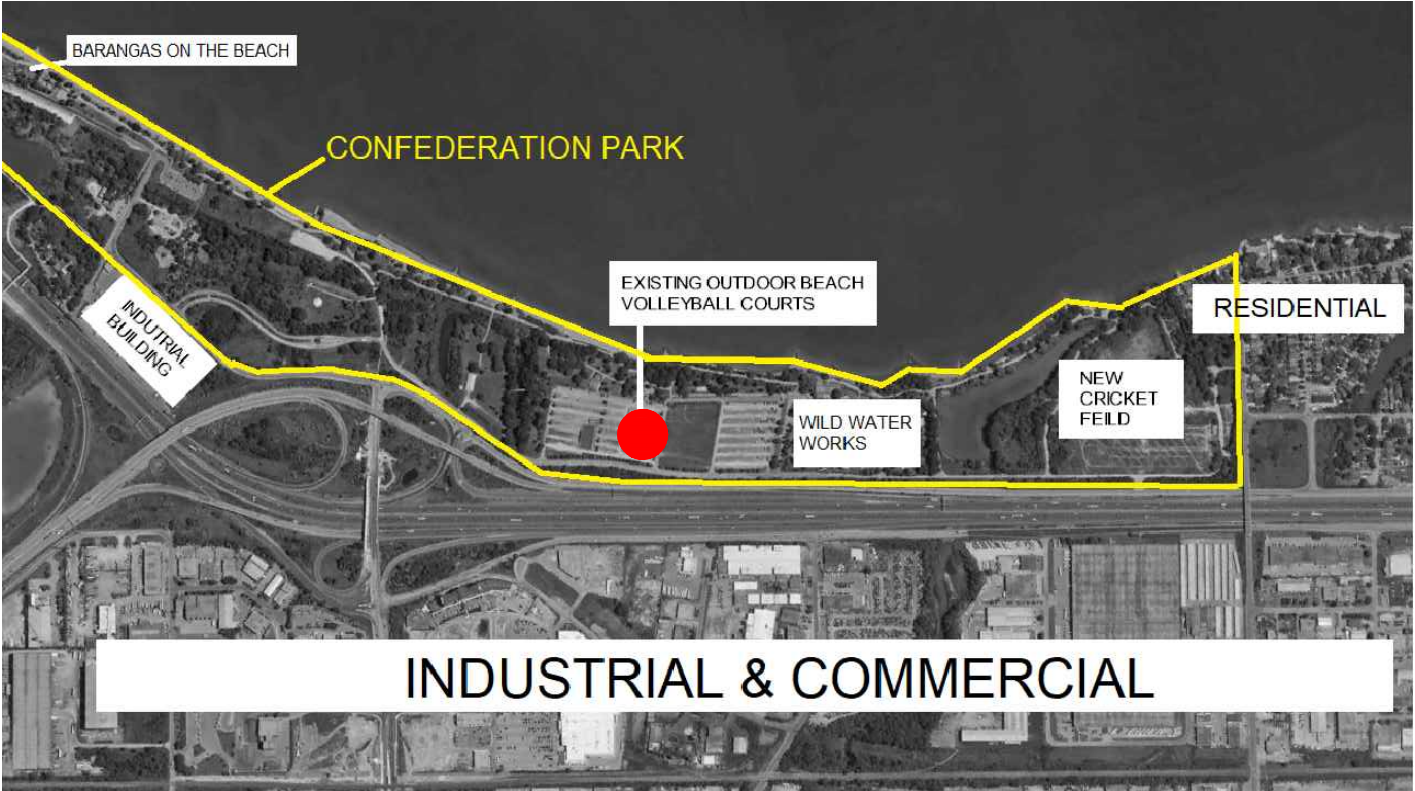 BARANGAS ON THE BEACH
CONFEDERATION PARK
EXISTING OUTDOOR BEACH
VOLLEYBALL COURTS
RESIDENTIAL
INDUTRIAL
BUILDING
NEW
CRICKET
FEILD
WILD WATER
WORKS
INDUSTRIAL & COMMERCIAL